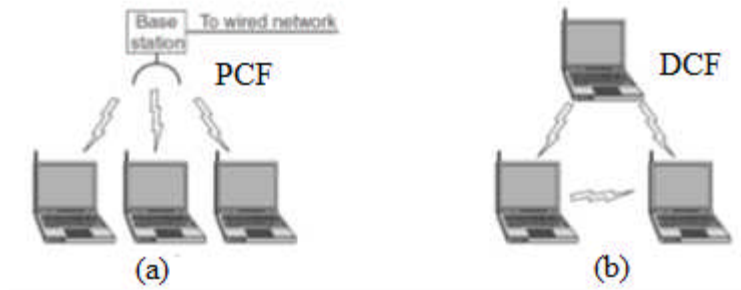 Base
station
To wired network
PCF
DCF
(a)
(b)